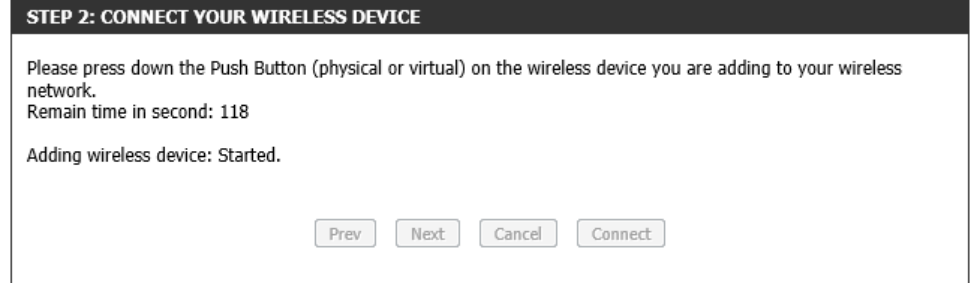 STEP 2: CONNECT YOUR WIRELESS DEVICE
Please press down the Push Button (physical or virtual) on the wireless device you are adding to your wireless
network.
Remain time in second: 118
Adding wireless device: Started.
Prev Next Cancel Connect